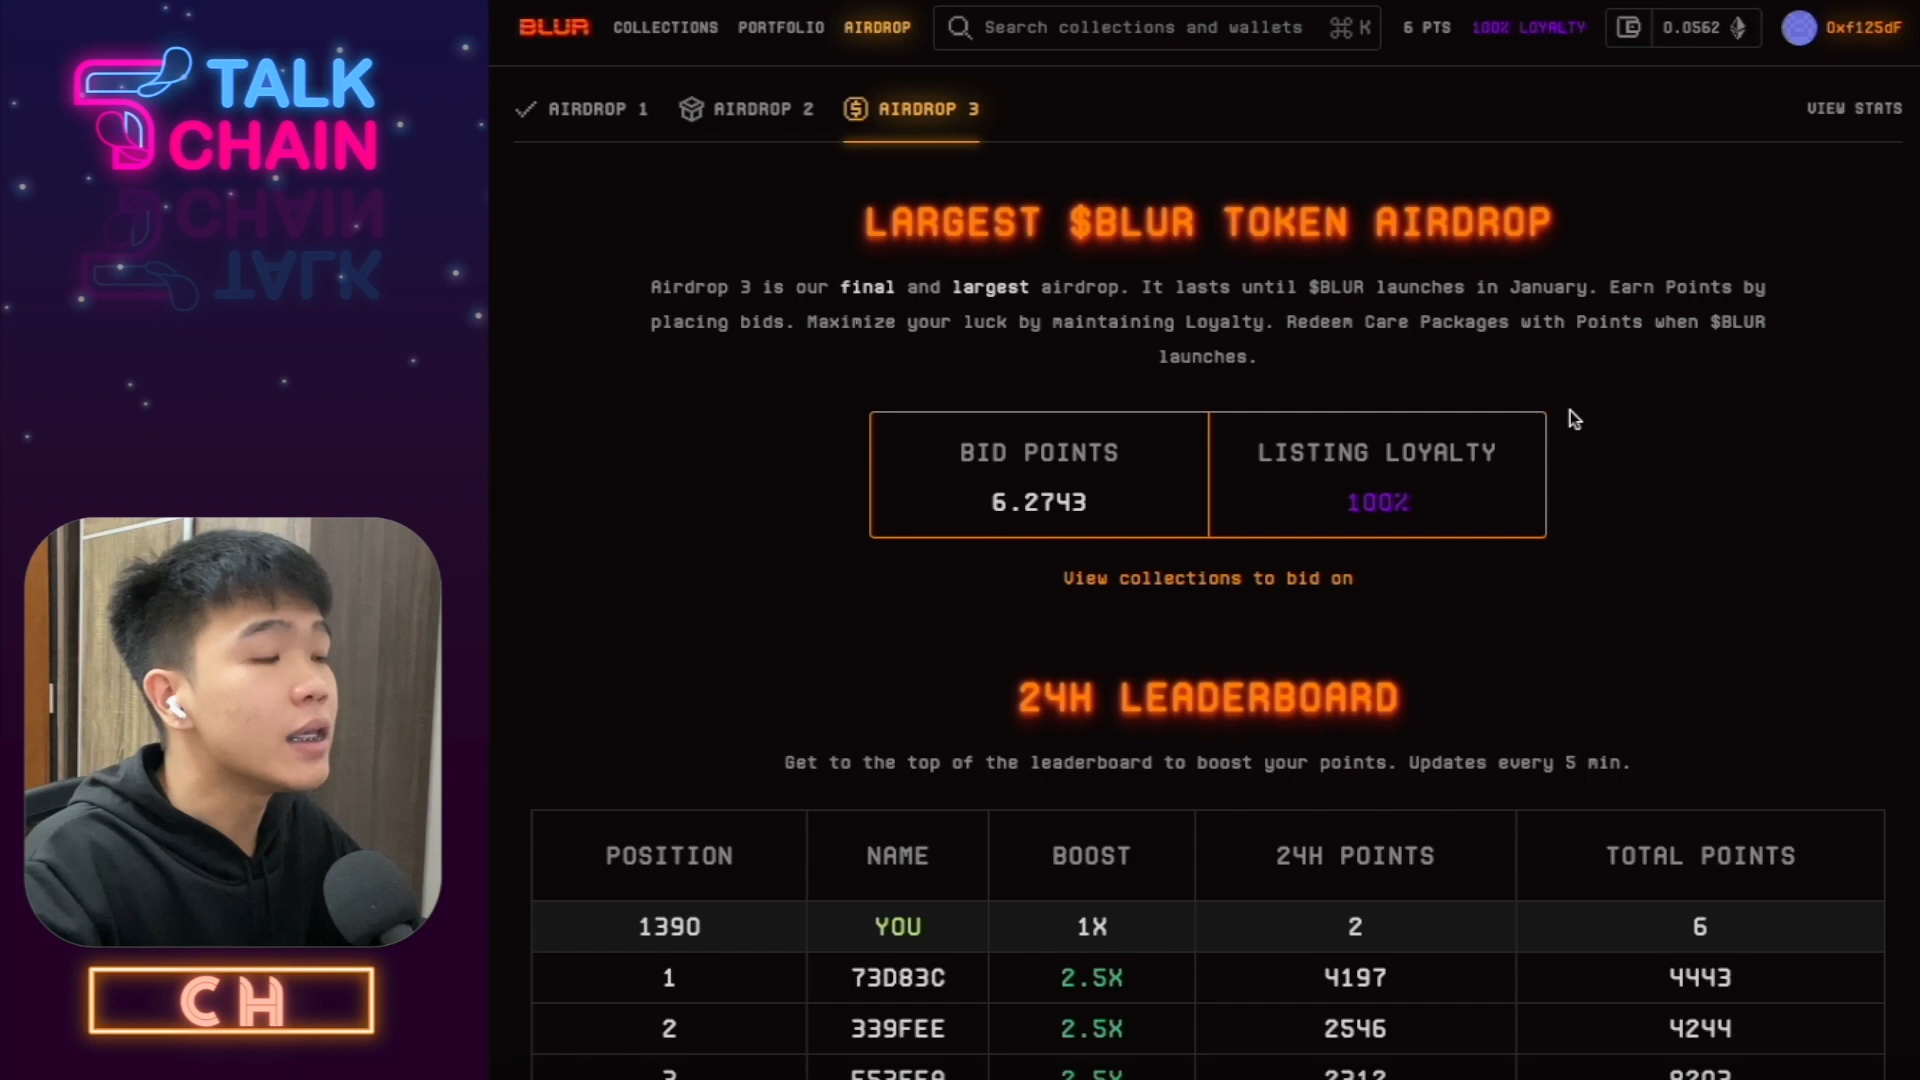 TALK
CHAIN
BLUR COLLECTIONS PORTFOLIO AIRDROP Search collections and wallets ⌘ K 6 PTS 100% LOYALTY 0.0562 0xf125dF
AIRDROP 1 AIRDROP 2 AIRDROP 3 VIEW STATS
LARGEST $BLUR TOKEN AIRDROP
Airdrop 3 is our final and largest airdrop. It lasts until $BLUR launches in January. Earn Points by
placing bids. Maximize your luck by maintaining Loyalty. Redeem Care Packages with Points when $BLUR
launches.
BID POINTS LISTING LOYALTY
6.2743 100%
View collections to bid on
24H LEADERBOARD
Get to the top of the leaderboard to boost your points. Updates every 5 min.
POSITION NAME BOOST 24H POINTS TOTAL POINTS
1390 YOU 1X 2 6
1 73D83C 2.5X 4197 4443
2 339FEE 2.5X 2546 4244
CH